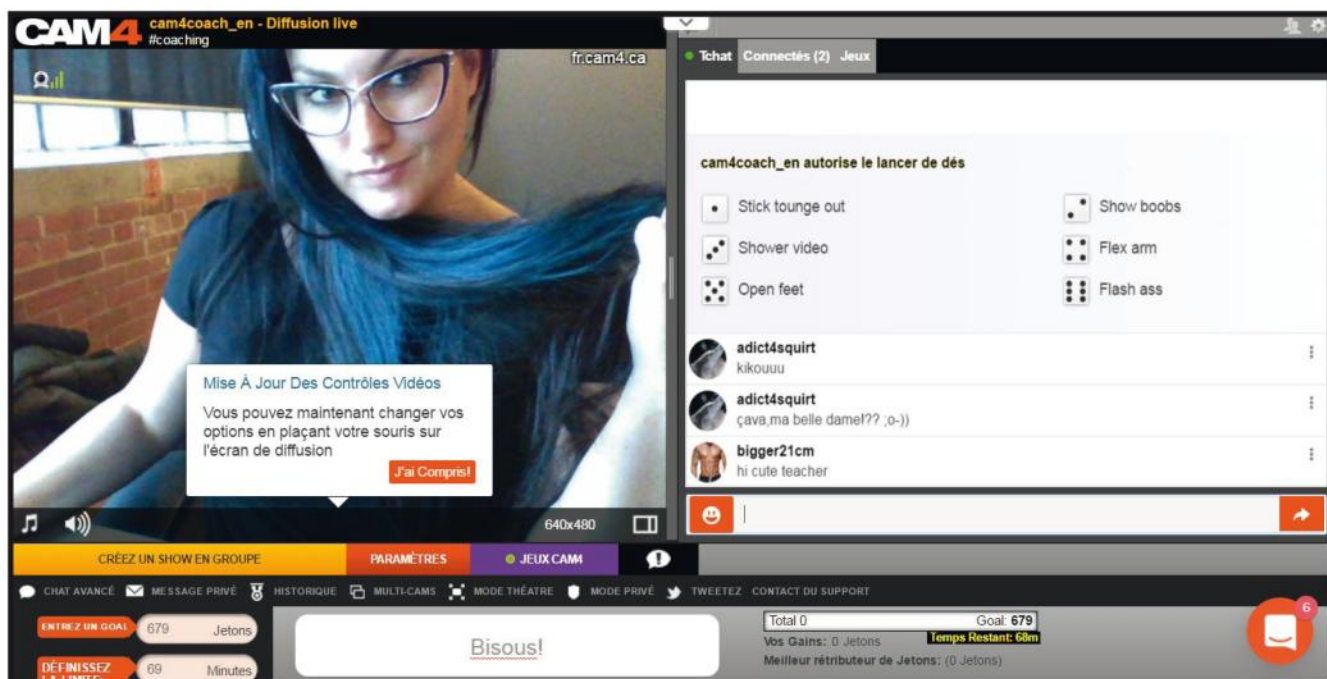 CAM4
cam4coach_en - Diffusion live
#coaching
fr.cam4.ca
Tchat Connectés (2) Jeux
cam4coach_en autorise le lancer de dés
Stick tounge out
Show boobs
Shower video
Flex arm
Open feet
Flash ass
adict4squirt
kikouuu
adict4squirt
çava,ma belle dame!?? ;o-))
bigger21cm
hi cute teacher
Mise À Jour Des Contrôles Vidéos
Vous pouvez maintenant changer vos
options en plaçant votre souris sur
l'écran de diffusion
J'ai Compris!
640x480
CRÉEZ UN SHOW EN GROUPE PARAMÈTRES JEUX CAM4
CHAT AVANCÉ MESSAGE PRIVÉ HISTORIQUE MULTI-CAMS MODE THÉATRE MODE PRIVÉ TWEETEZ CONTACT DU SUPPORT
ENTREZ UN GOAL 679 Jetons
DÉFINISSEZ
LA LIMITE:
69 Minutes
Bisous!
Total 0 Goal: 679
Temps Restant: 68m
Vos Gains: 0 Jetons
Meilleur rétributeur de Jetons: (0 Jetons)
6